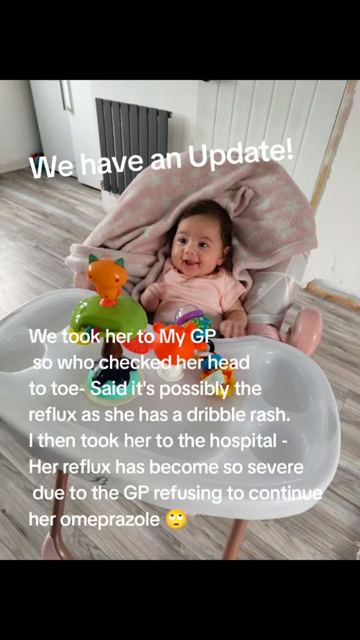 We have an Update!
We took her to My GP
so who checked her head
to toe- Said it's possibly the
reflux as she has a dribble rash.
I then took her to the hospital -
Her reflux has become so severe
due to the GP refusing to continue
her omeprazole 🙄